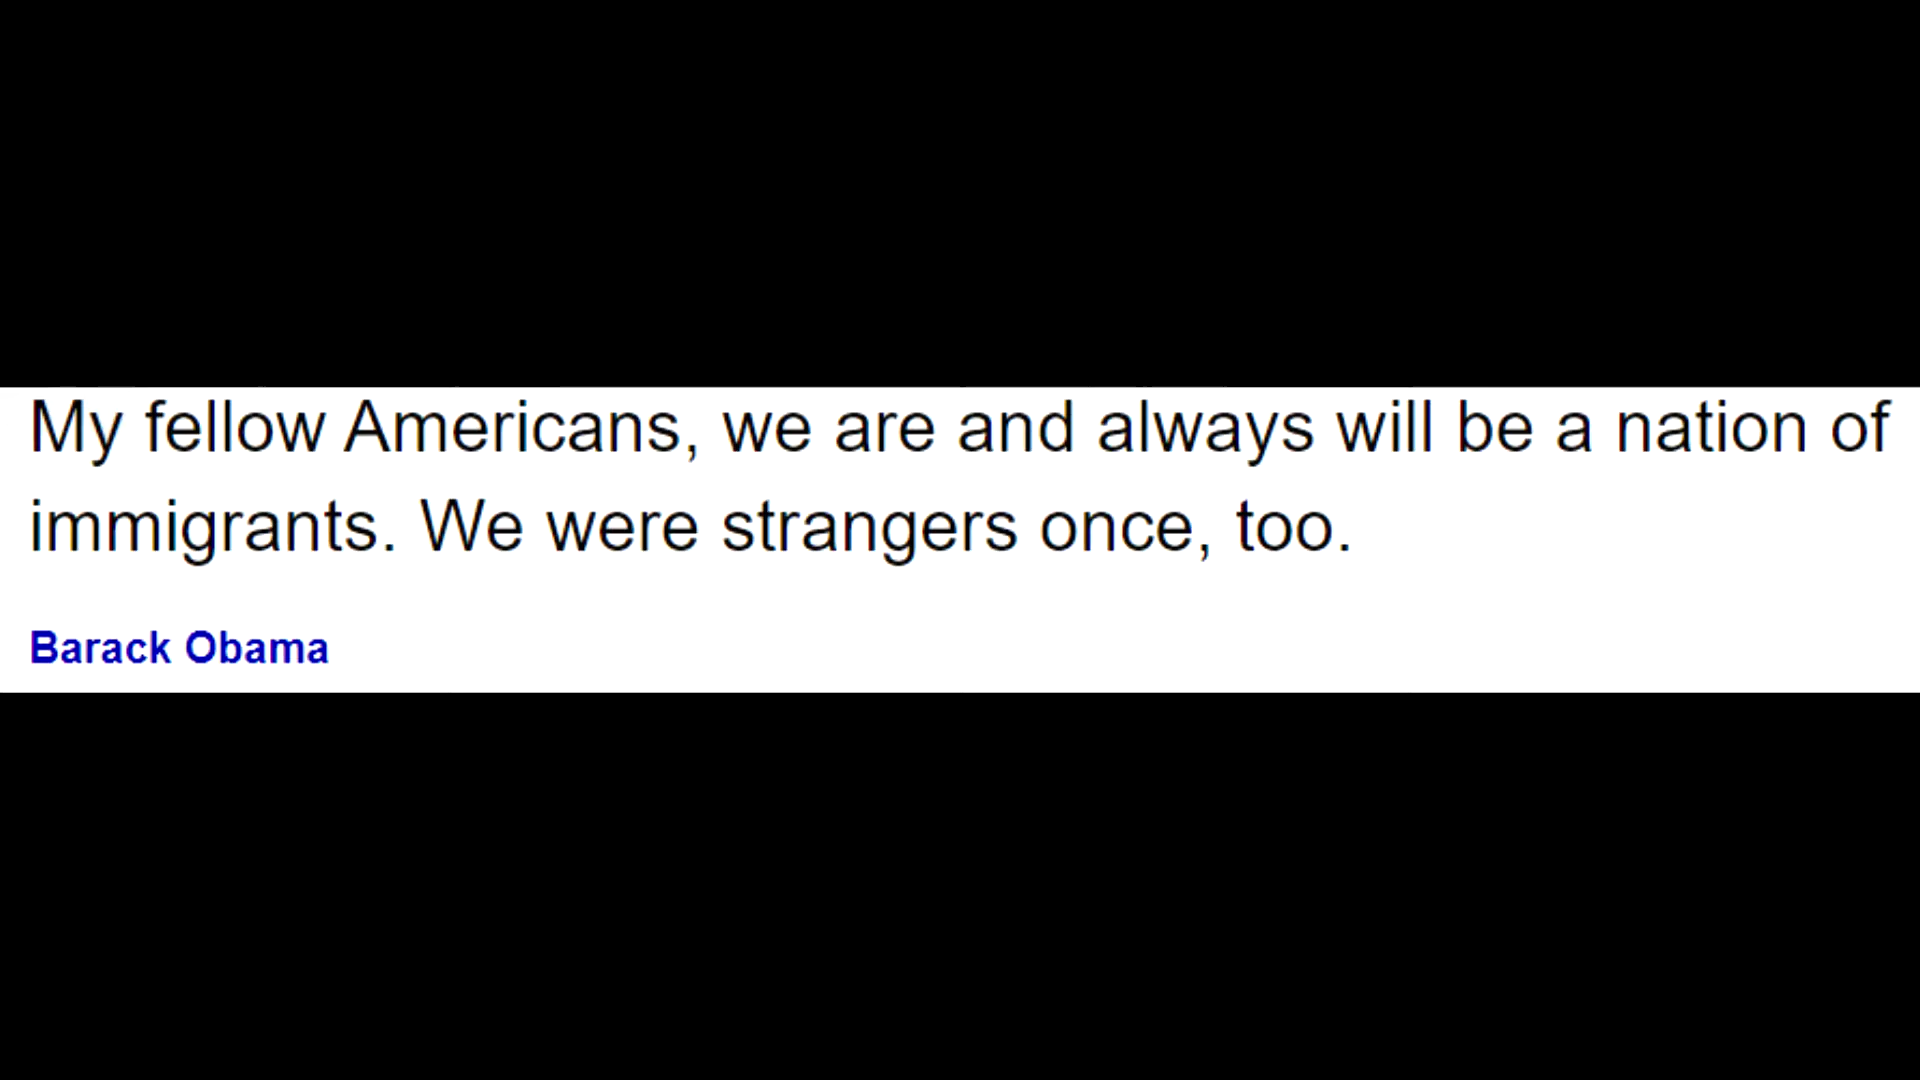 My fellow Americans, we are and always will be a nation of
immigrants. We were strangers once, too.
Barack Obama